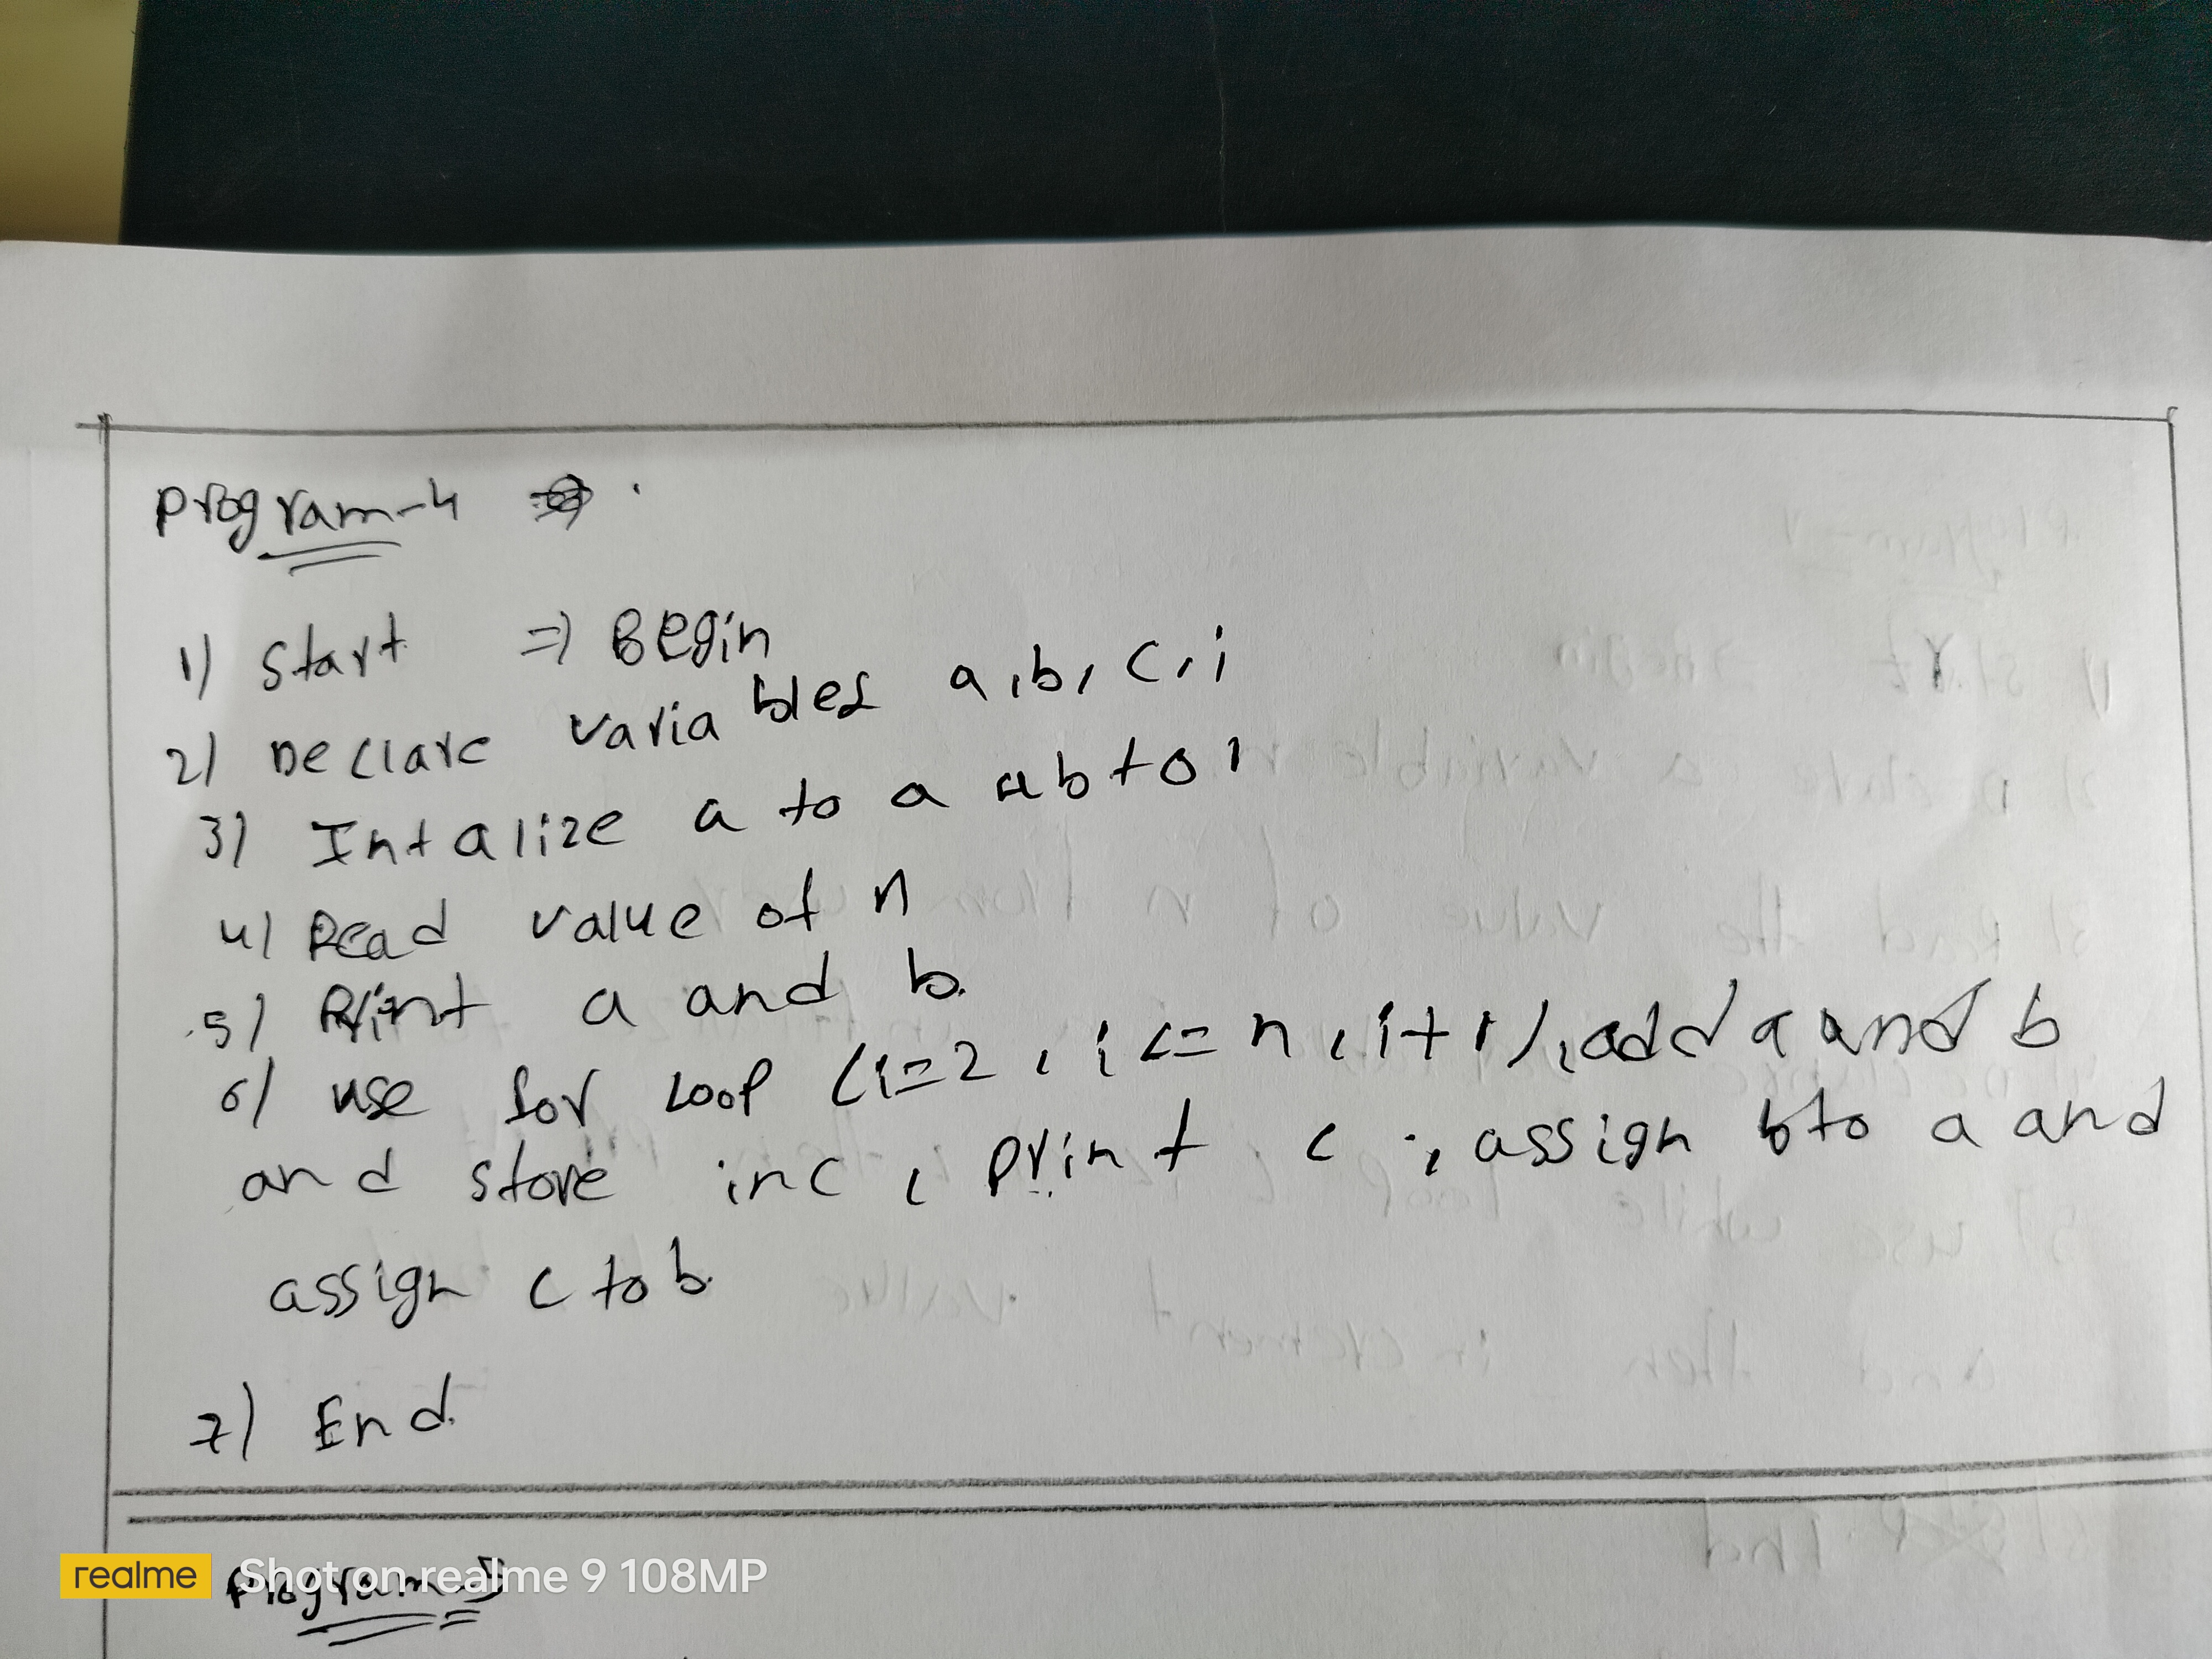 Program-4
1) Start => Begin
2) Declare variables a, b, c, i
3) Intalize a to a b to 1
4) Read value of n
5) Print a and b.
6) use for loop (i=2, i<=n, i+1), add a and b
and store inc, print c, assign b to a and
assign c to b.
7) End.
realme Shot on realme 9 108MP
Program-5